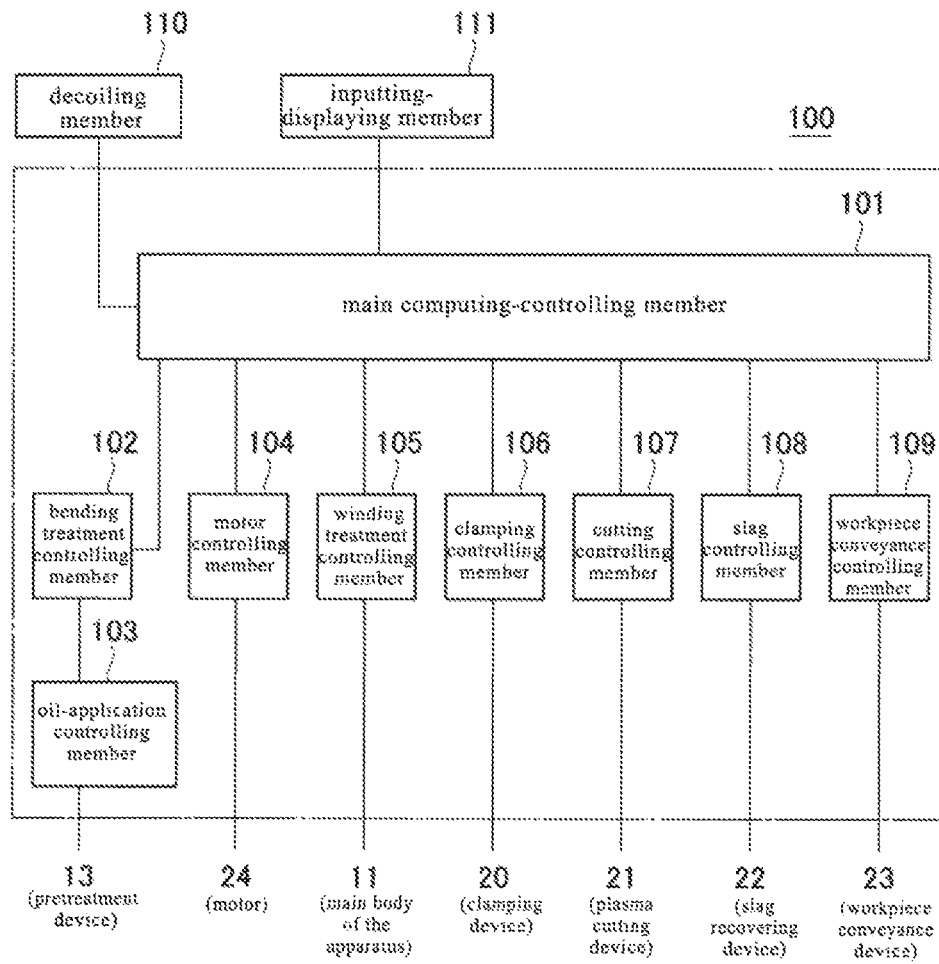 110
111
decoiling
member
inputting-
displaying member
100
101
main computing-controlling member
102
104
105
106
107
108
109
bending
treatment
controlling
member
motor
controlling
member
winding
treatment
controlling
member
clamping
controlling
member
cutting
controlling
member
slag
controlling
member
workpiece
conveyance
controlling
member
103
oil-application
controlling
member
13
(pretreatment
device)
24
(motor)
11
(main body
of the
apparatus)
20
(clamping
device)
21
(plasma
cutting
device)
22
(slag
recovering
device)
23
(workpiece
conveyance
device)